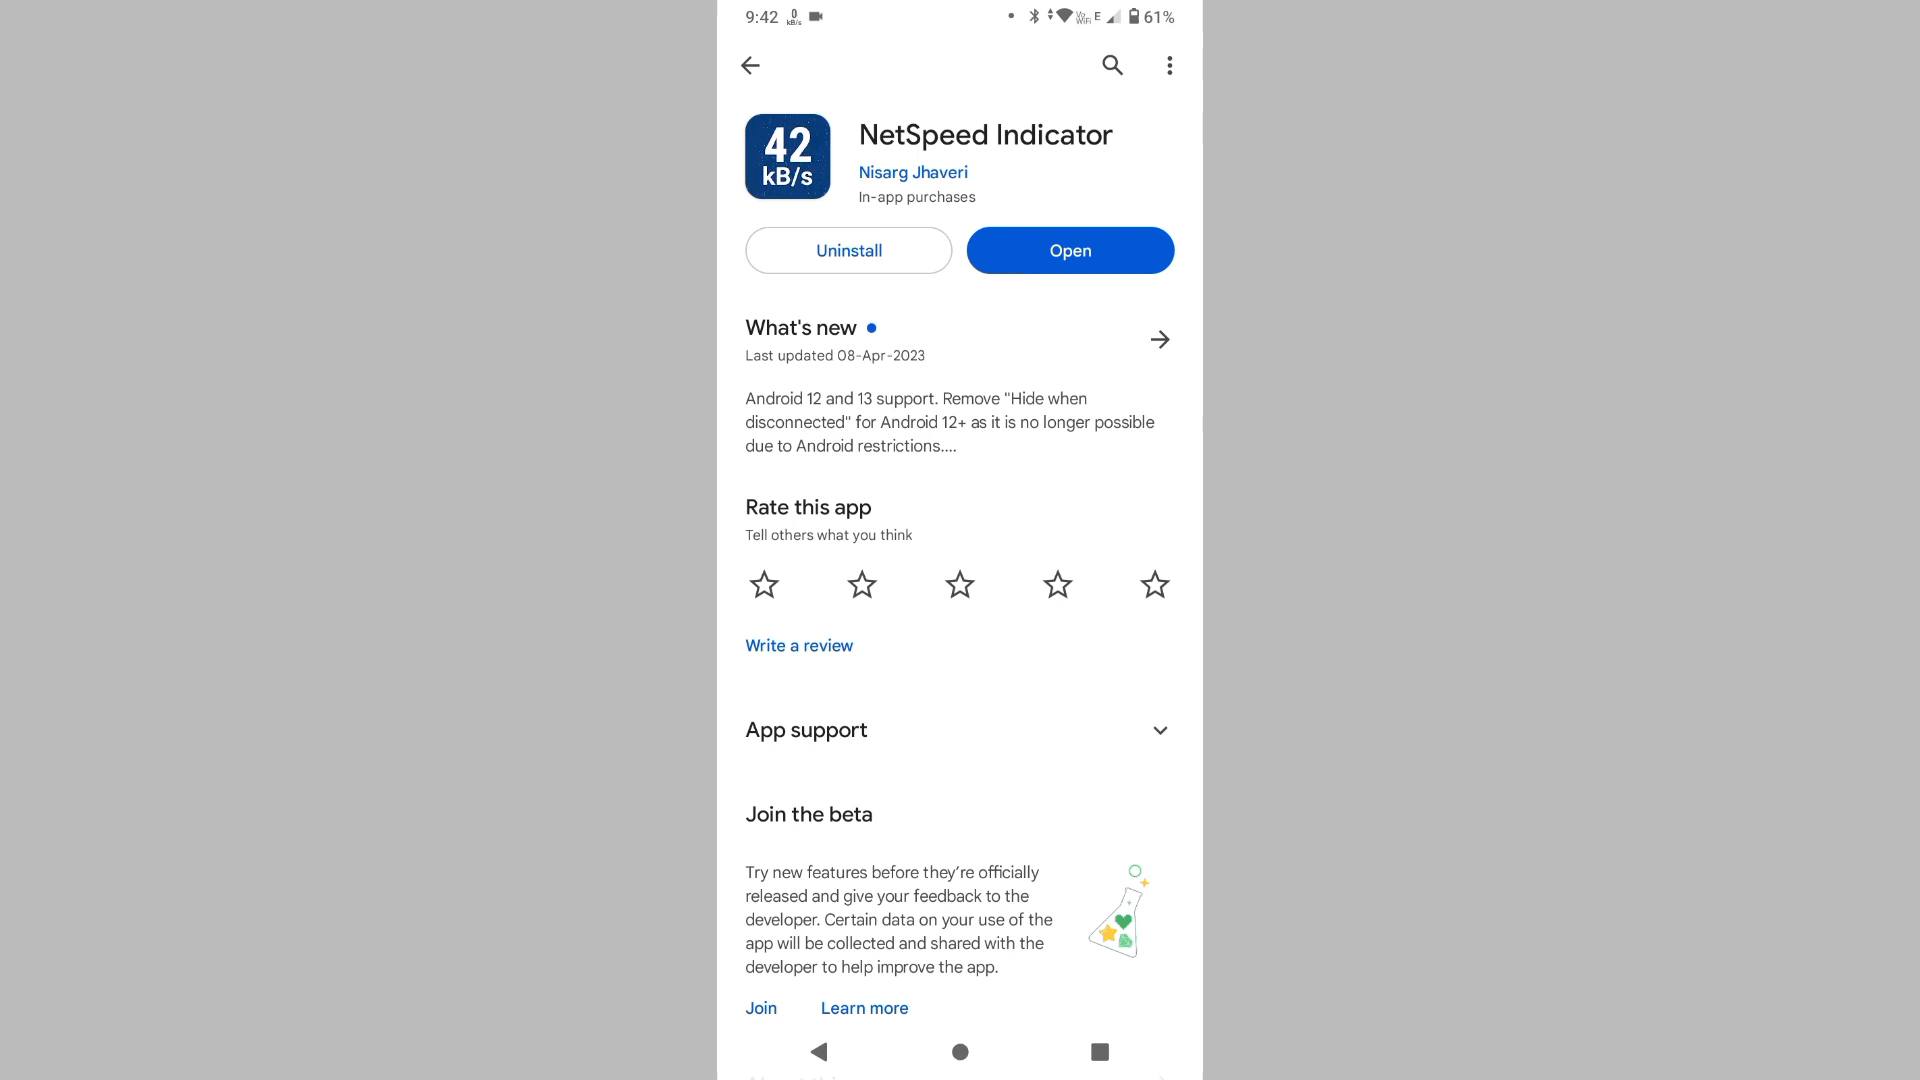 9:42 0 kB/s Vo WiFi E 61%
42
kB/s
NetSpeed Indicator
Nisarg Jhaveri
In-app purchases
Uninstall Open
What's new
Last updated 08-Apr-2023
Android 12 and 13 support. Remove "Hide when
disconnected" for Android 12+ as it is no longer possible
due to Android restrictions....
Rate this app
Tell others what you think
Write a review
App support
Join the beta
Try new features before they’re officially
released and give your feedback to the
developer. Certain data on your use of the
app will be collected and shared with the
developer to help improve the app.
Join Learn more